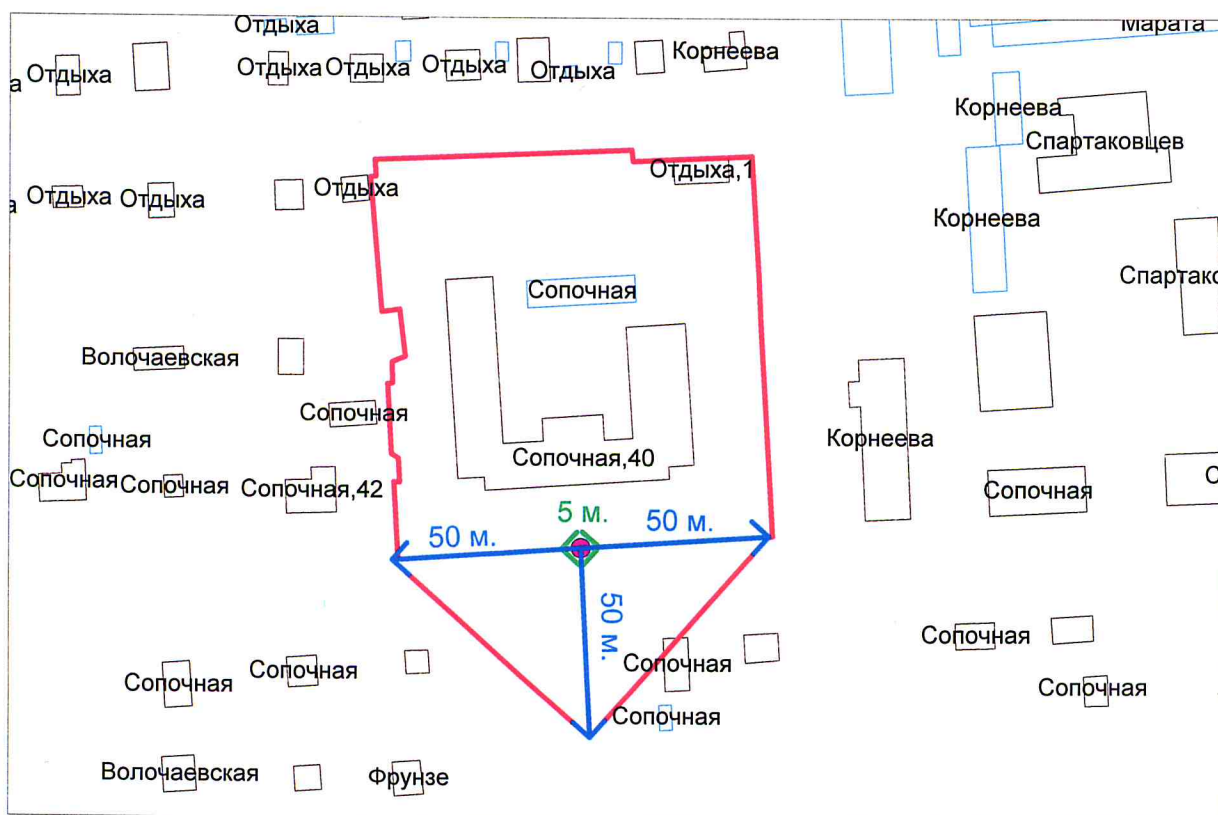 Отдыха
Марата
Корнеева
Отдыха
Отдыха
Отдыха
Отдыха
Отдыха
а
Корнеева
Спартаковцев
Отдыха,1
Отдыха
Отдыха
Отдыха
а
Корнеева
Спартако
Сопочная
Волочаевская
Сопочная
Сопочная
Корнеева
Сопочная,40
Сопочная
Сопочная
Сопочная,42
Сопочная
С
5 м.
50 м.
50 м.
50 м.
Сопочная
Сопочная
Сопочная
Сопочная
Сопочная
Сопочная
Волочаевская
Фрунзе